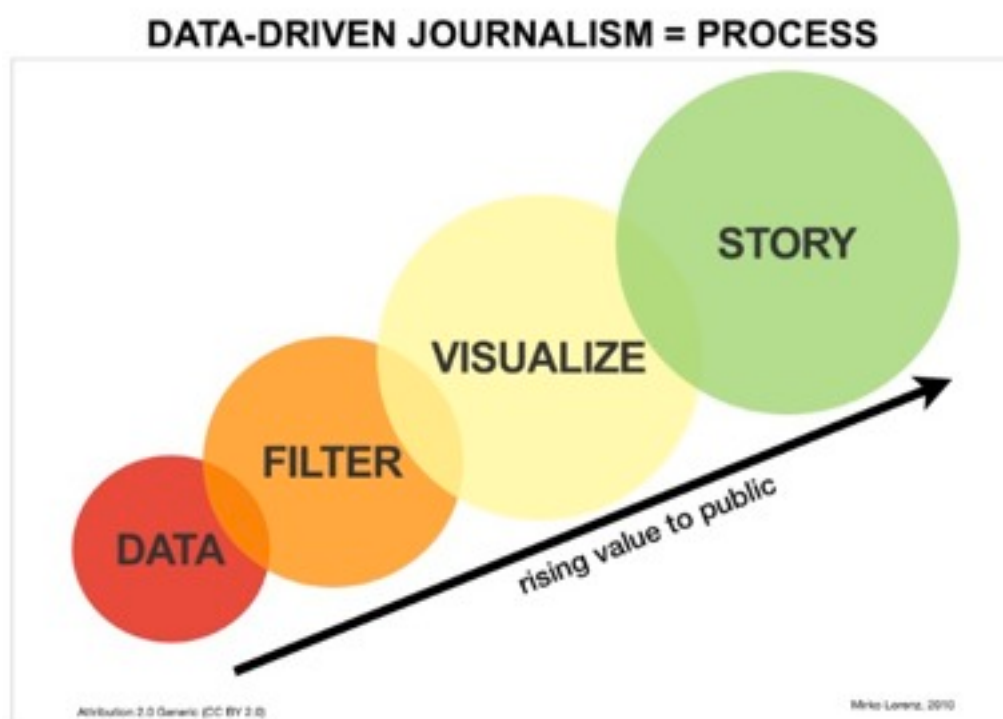 DATA-DRIVEN JOURNALISM = PROCESS
STORY
VISUALIZE
FILTER
DATA
rising value to public
Attribution 2.0 Generic (CC BY 2.0)
Mirko Lorenz, 2010